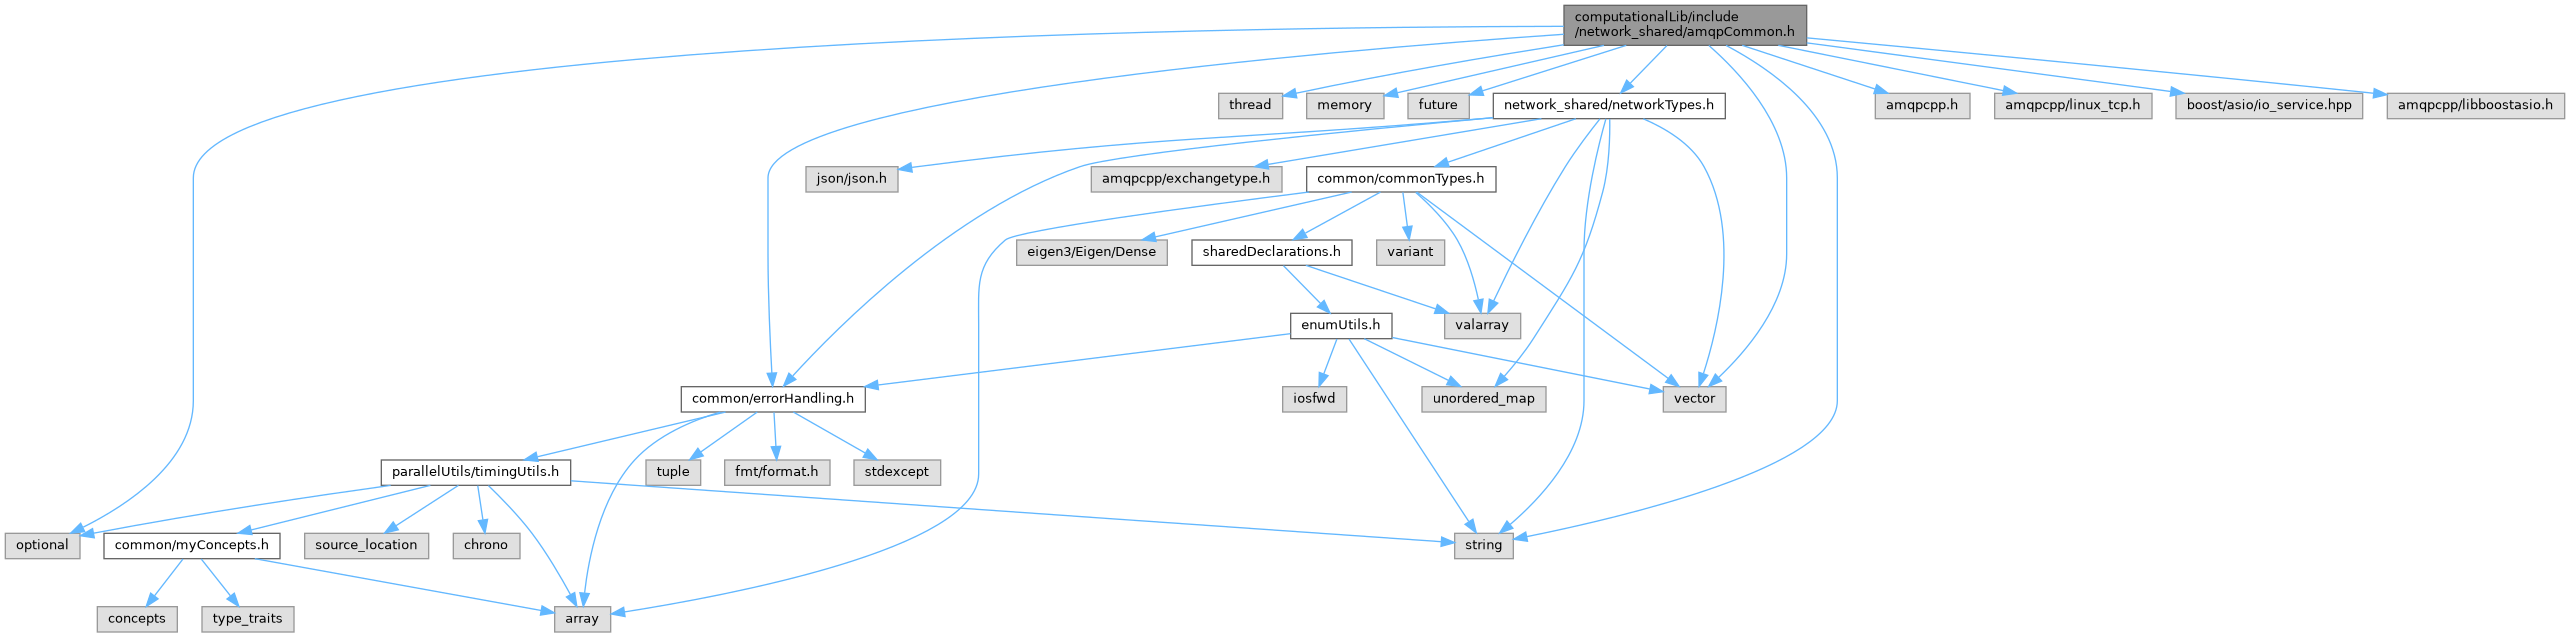 computationalLib/include
/network_shared/amqpCommon.h
thread
memory
future
network_shared/networkTypes.h
amqpcpp.h
amqpcpp/linux_tcp.h
boost/asio/io_service.hpp
amqpcpp/libboostasio.h
json/json.h
amqpcpp/exchangetype.h
common/commonTypes.h
eigen3/Eigen/Dense
sharedDeclarations.h
variant
enumUtils.h
valarray
common/errorHandling.h
iosfwd
unordered_map
vector
parallelUtils/timingUtils.h
tuple
fmt/format.h
stdexcept
optional
common/myConcepts.h
source_location
chrono
string
concepts
type_traits
array